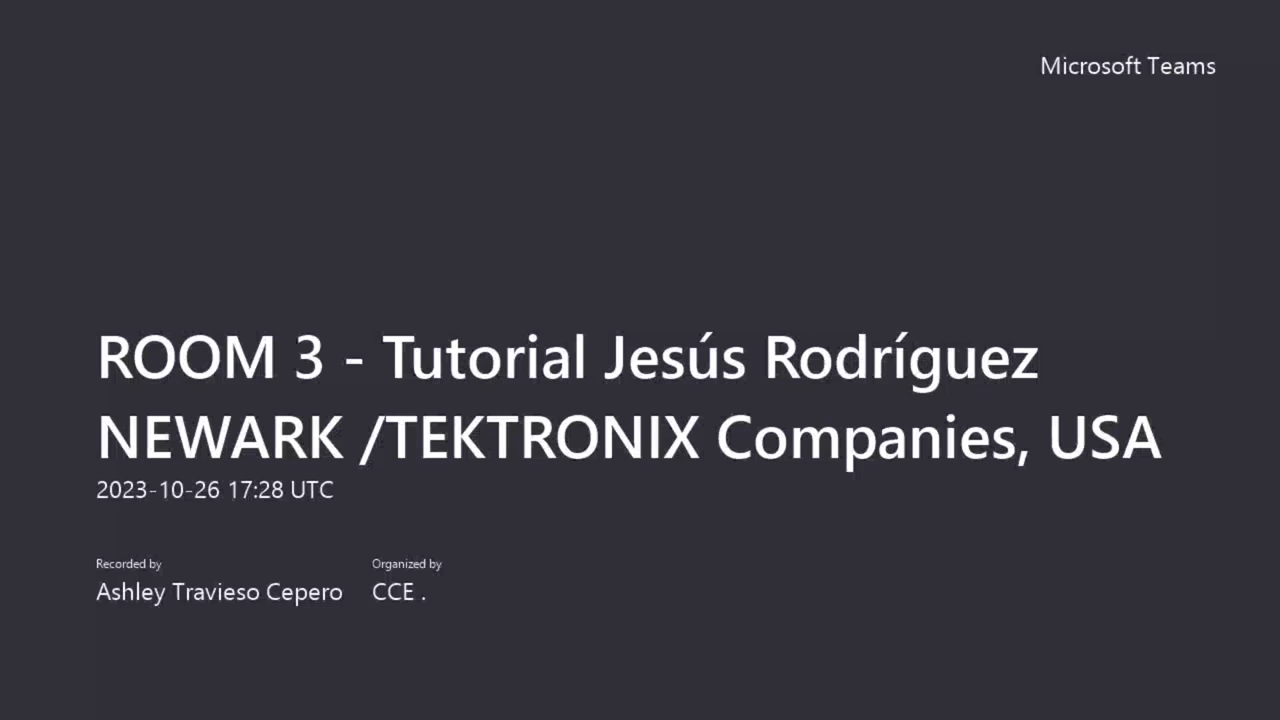 Microsoft Teams
ROOM 3 - Tutorial Jesús Rodríguez
NEWARK /TEKTRONIX Companies, USA
2023-10-26 17:28 UTC
Recorded by
Ashley Travieso Cepero
Organized by
CCE .